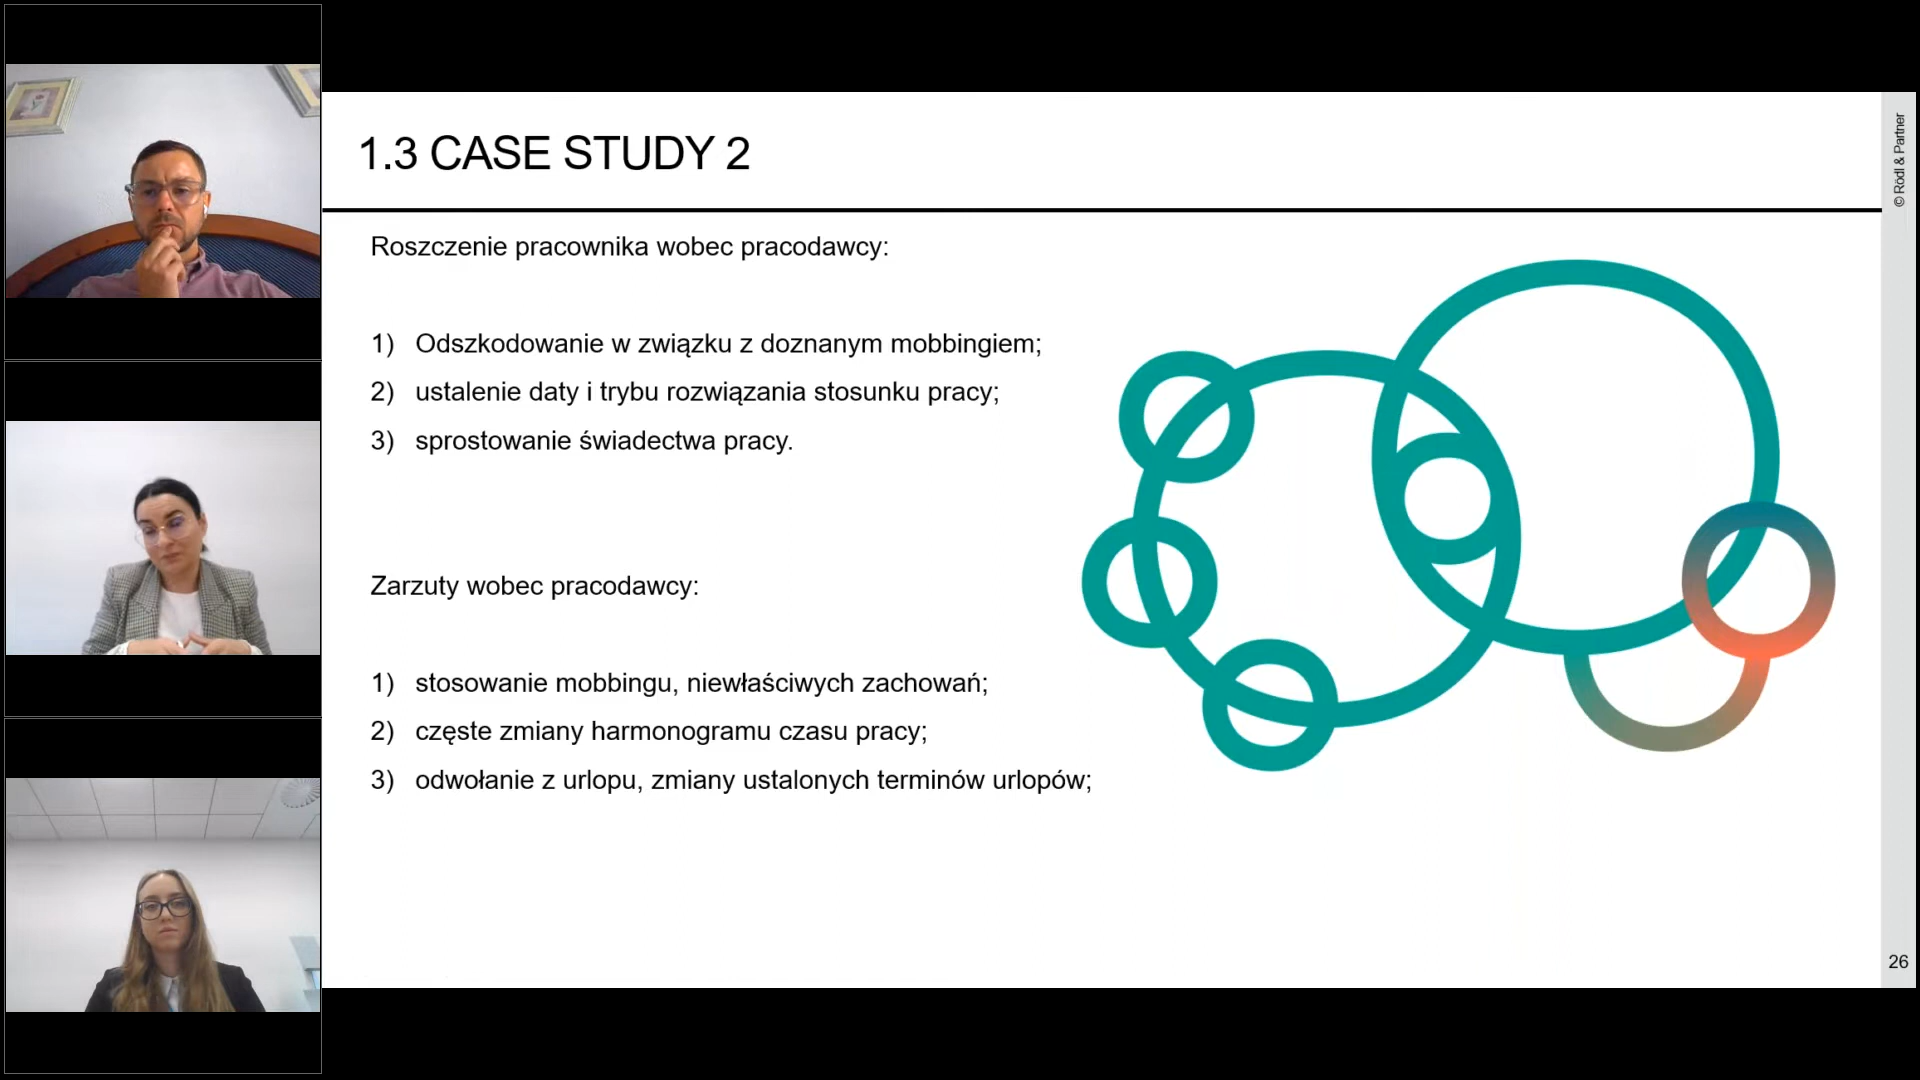 1.3 CASE STUDY 2
© Rödl & Partner
Roszczenie pracownika wobec pracodawcy:
1) Odszkodowanie w związku z doznanym mobbingiem;
2) ustalenie daty i trybu rozwiązania stosunku pracy;
3) sprostowanie świadectwa pracy.
Zarzuty wobec pracodawcy:
1) stosowanie mobbingu, niewłaściwych zachowań;
2) częste zmiany harmonogramu czasu pracy;
3) odwołanie z urlopu, zmiany ustalonych terminów urlopów;
26